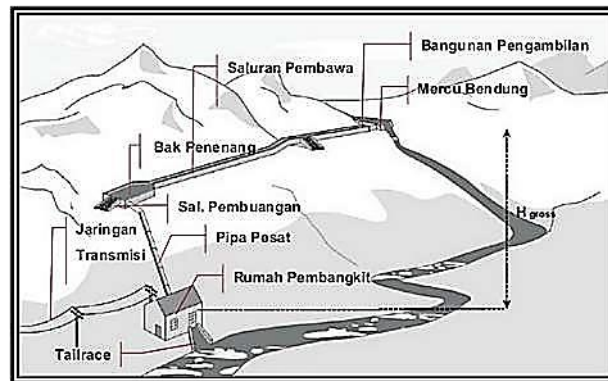 Bangunan Pengambilan
Saluran Pembawa
Mercu Bendung
Bak Penenang
H gross
Sal. Pembuangan
Jaringan
Transmisi
Pipa Pesat
Rumah Pembangkit
Tailrace